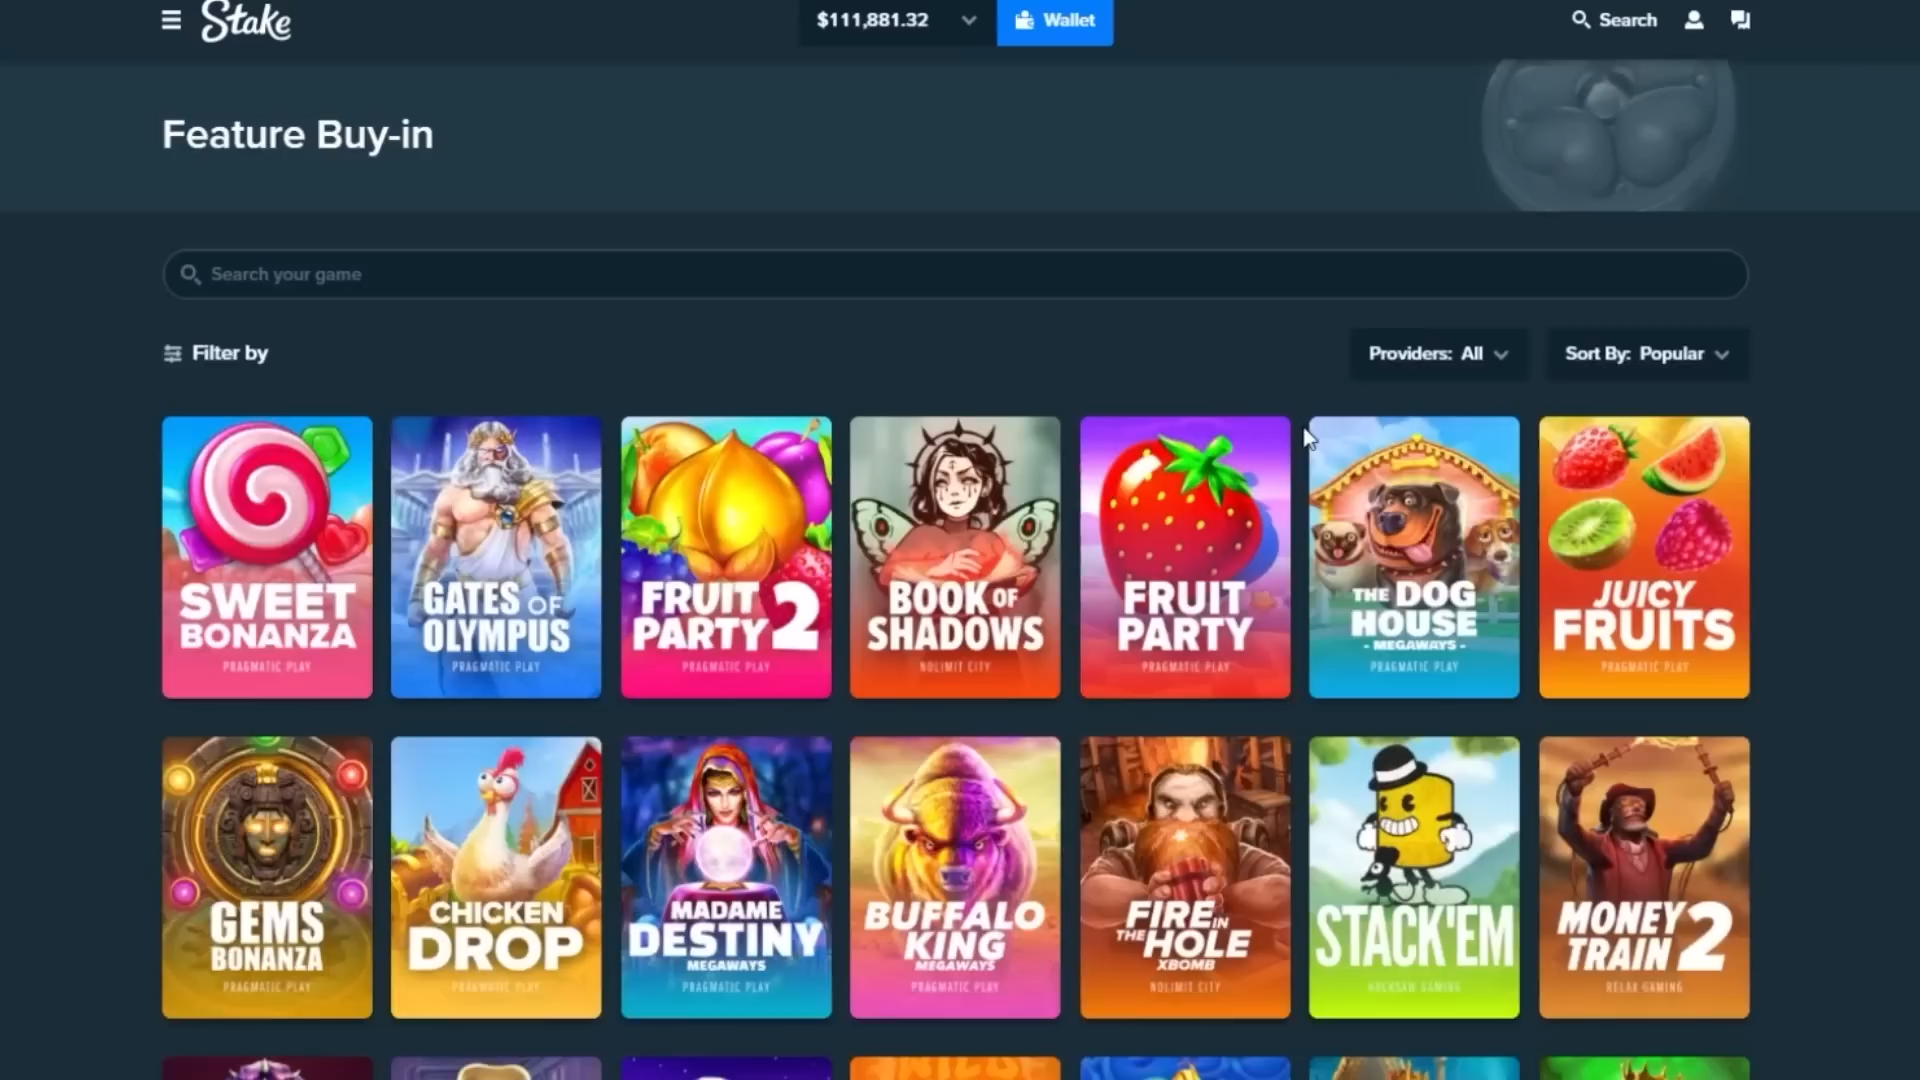 Stake
$111,881.32
Wallet
Search
Feature Buy-in
Search your game
Filter by
Providers: All
Sort By: Popular
SWEET
BONANZA
PRAGMATIC PLAY
GATES OF
OLYMPUS
PRAGMATIC PLAY
FRUIT
PARTY 2
PRAGMATIC PLAY
BOOK OF
SHADOWS
NOLIMIT CITY
FRUIT
PARTY
PRAGMATIC PLAY
THE DOG
HOUSE
- MEGAWAYS -
PRAGMATIC PLAY
JUICY
FRUITS
PRAGMATIC PLAY
GEMS
BONANZA
PRAGMATIC PLAY
CHICKEN
DROP
PRAGMATIC PLAY
MADAME
DESTINY
MEGAWAYS
PRAGMATIC PLAY
BUFFALO
KING
MEGAWAYS
PRAGMATIC PLAY
FIRE IN
THE HOLE
XBOMB
NOLIMIT CITY
STACK'EM
HACKSAW GAMING
MONEY
TRAIN 2
RELAX GAMING